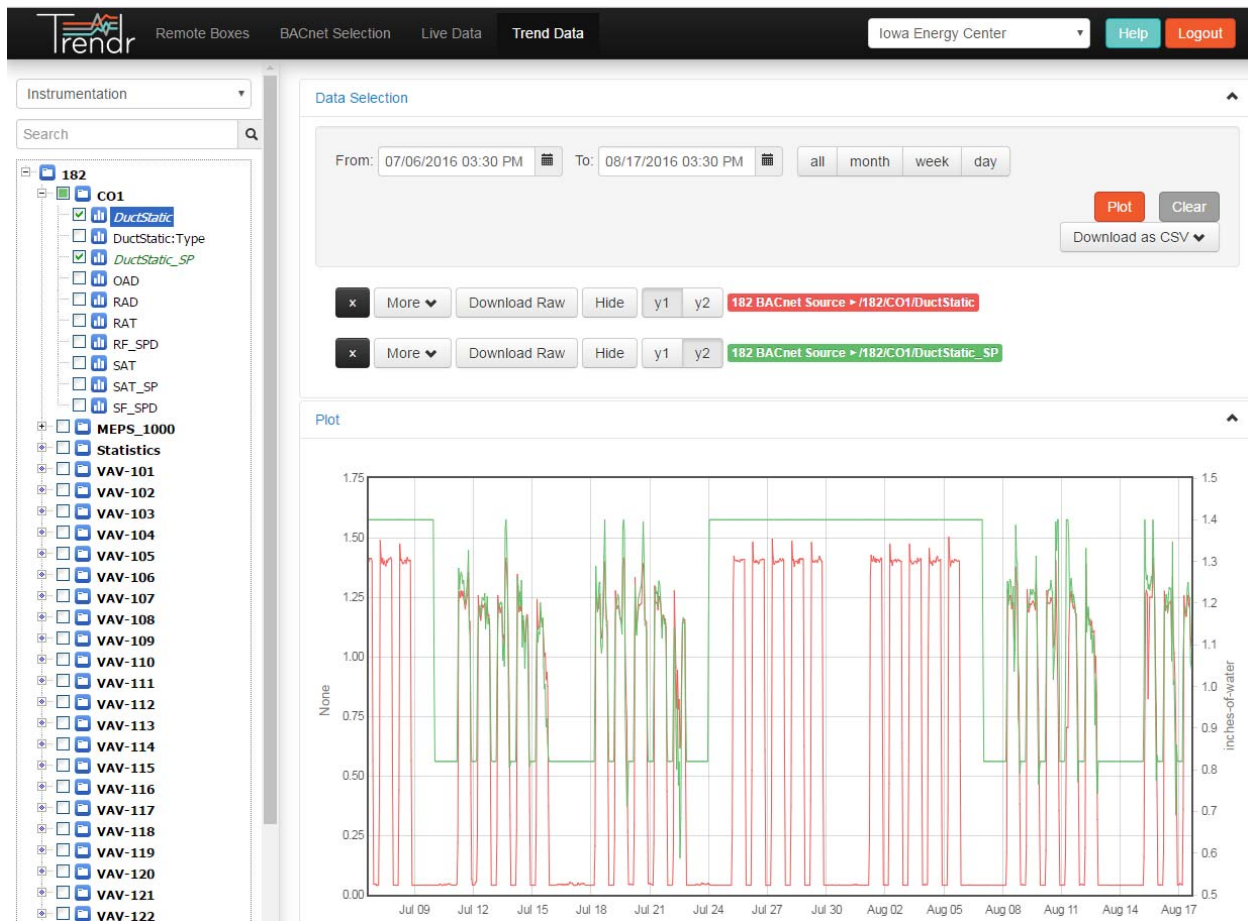 Trendr Remote Boxes BACnet Selection Live Data Trend Data Iowa Energy Center Help Logout
Instrumentation
Search
182
CO1
DuctStatic
DuctStatic:Type
DuctStatic_SP
OAD
RAD
RAT
RF_SPD
SAT
SAT_SP
SF_SPD
MEPS_1000
Statistics
VAV-101
VAV-102
VAV-103
VAV-104
VAV-105
VAV-106
VAV-107
VAV-108
VAV-109
VAV-110
VAV-111
VAV-112
VAV-113
VAV-114
VAV-115
VAV-116
VAV-117
VAV-118
VAV-119
VAV-120
VAV-121
VAV-122
Data Selection
From: 07/06/2016 03:30 PM To: 08/17/2016 03:30 PM all month week day
Plot Clear
Download as CSV
x More Download Raw Hide y1 y2 182 BACnet Source ▸ /182/CO1/DuctStatic
x More Download Raw Hide y1 y2 182 BACnet Source ▸ /182/CO1/DuctStatic_SP
Plot
1.75
1.50
1.25
1.00
0.75
0.50
0.25
0.00
None
1.5
1.4
1.3
1.2
1.1
1.0
0.9
0.8
0.7
0.6
0.5
inches-of-water
Jul 09 Jul 12 Jul 15 Jul 18 Jul 21 Jul 24 Jul 27 Jul 30 Aug 02 Aug 05 Aug 08 Aug 11 Aug 14 Aug 17